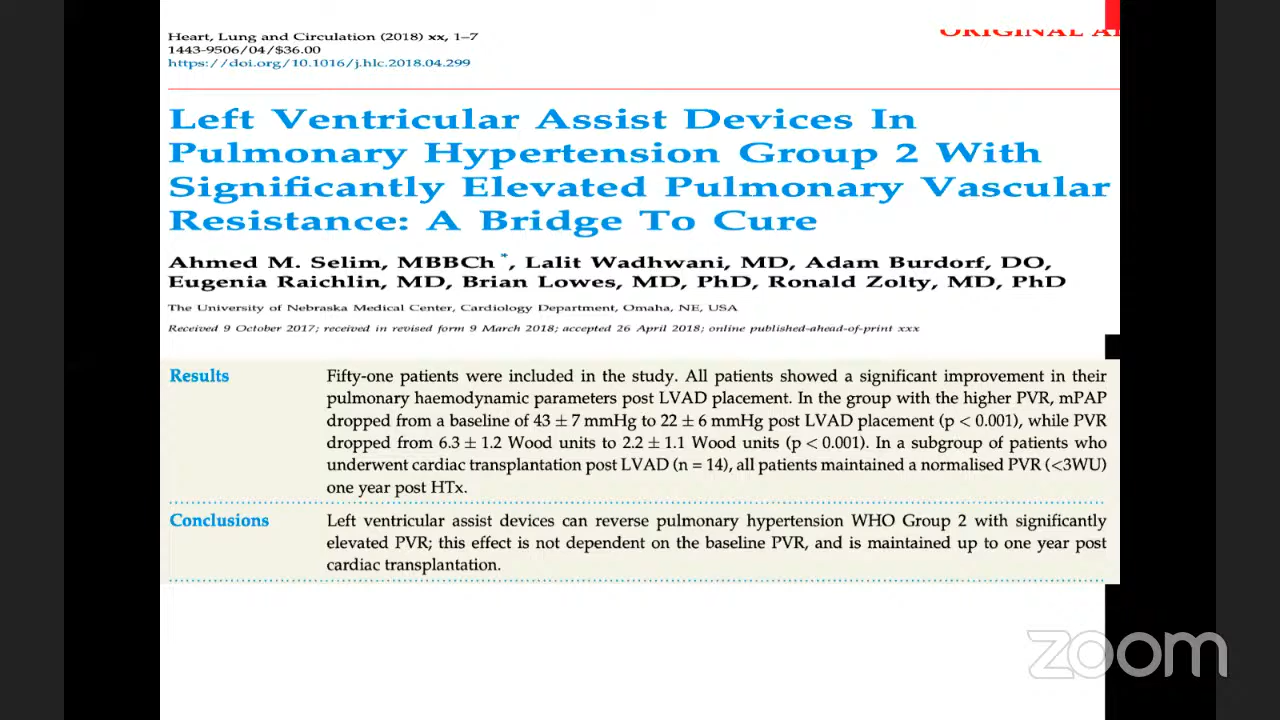 Heart, Lung and Circulation (2018) xx, 1–7
1443-9506/04/$36.00
https://doi.org/10.1016/j.hlc.2018.04.299
ORIGINAL
Left Ventricular Assist Devices In
Pulmonary Hypertension Group 2 With
Significantly Elevated Pulmonary Vascular
Resistance: A Bridge To Cure
Ahmed M. Selim, MBBCh *, Lalit Wadhwani, MD, Adam Burdorf, DO,
Eugenia Raichlin, MD, Brian Lowes, MD, PhD, Ronald Zolty, MD, PhD
The University of Nebraska Medical Center, Cardiology Department, Omaha, NE, USA
Received 9 October 2017; received in revised form 9 March 2018; accepted 26 April 2018; online published-ahead-of-print xxx
Results
Fifty-one patients were included in the study. All patients showed a significant improvement in their
pulmonary haemodynamic parameters post LVAD placement. In the group with the higher PVR, mPAP
dropped from a baseline of 43 ± 7 mmHg to 22 ± 6 mmHg post LVAD placement (p < 0.001), while PVR
dropped from 6.3 ± 1.2 Wood units to 2.2 ± 1.1 Wood units (p < 0.001). In a subgroup of patients who
underwent cardiac transplantation post LVAD (n = 14), all patients maintained a normalised PVR (<3WU)
one year post HTx.
Conclusions
Left ventricular assist devices can reverse pulmonary hypertension WHO Group 2 with significantly
elevated PVR; this effect is not dependent on the baseline PVR, and is maintained up to one year post
cardiac transplantation.
zoom